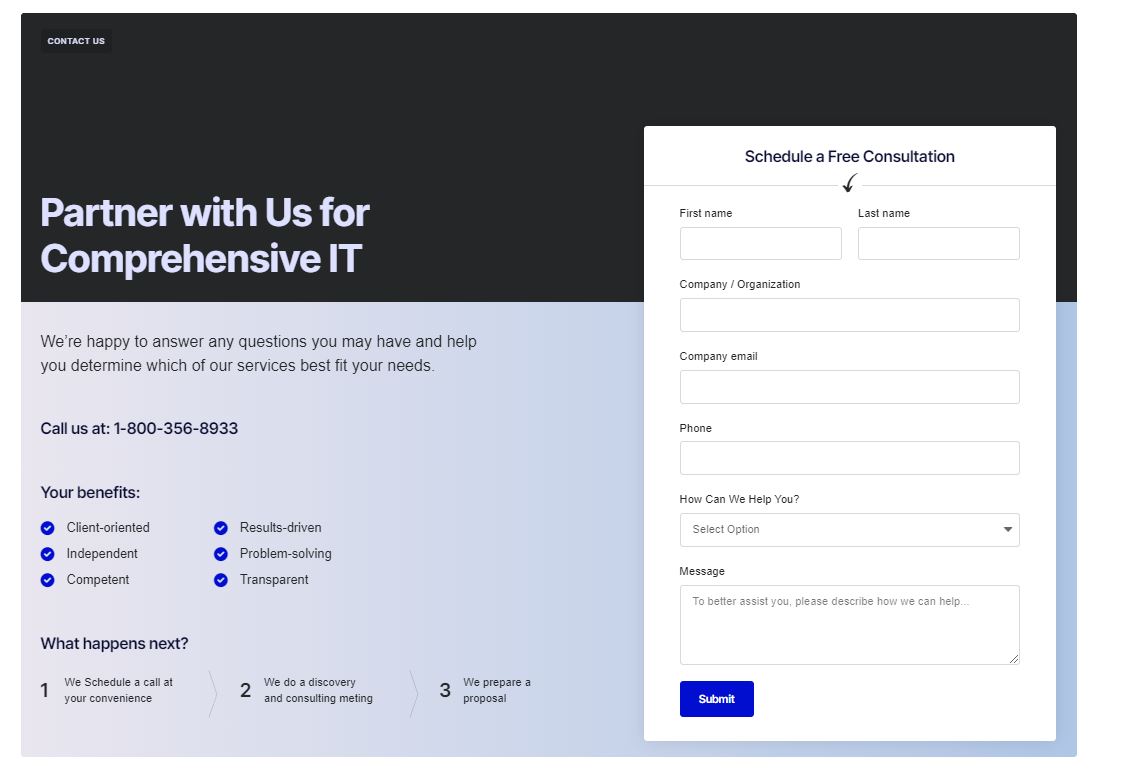 CONTACT US
Partner with Us for
Comprehensive IT
We're happy to answer any questions you may have and help
you determine which of our services best fit your needs.
Call us at: 1-800-356-8933
Your benefits:
Client-oriented
Independent
Competent
Results-driven
Problem-solving
Transparent
What happens next?
1
We Schedule a call at
your convenience
2
We do a discovery
and consulting meting
3
We prepare a
proposal
Schedule a Free Consultation
First name
Last name
Company / Organization
Company email
Phone
How Can We Help You?
Select Option
Message
To better assist you, please describe how we can help...
Submit